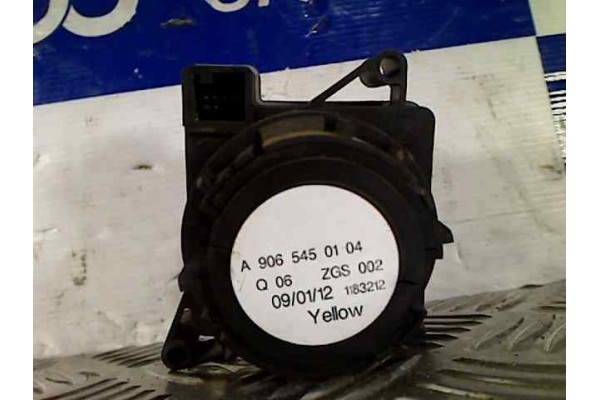 A 906 545 01 04
Q 06 ZGS 002
09/01/12 1183212
Yellow